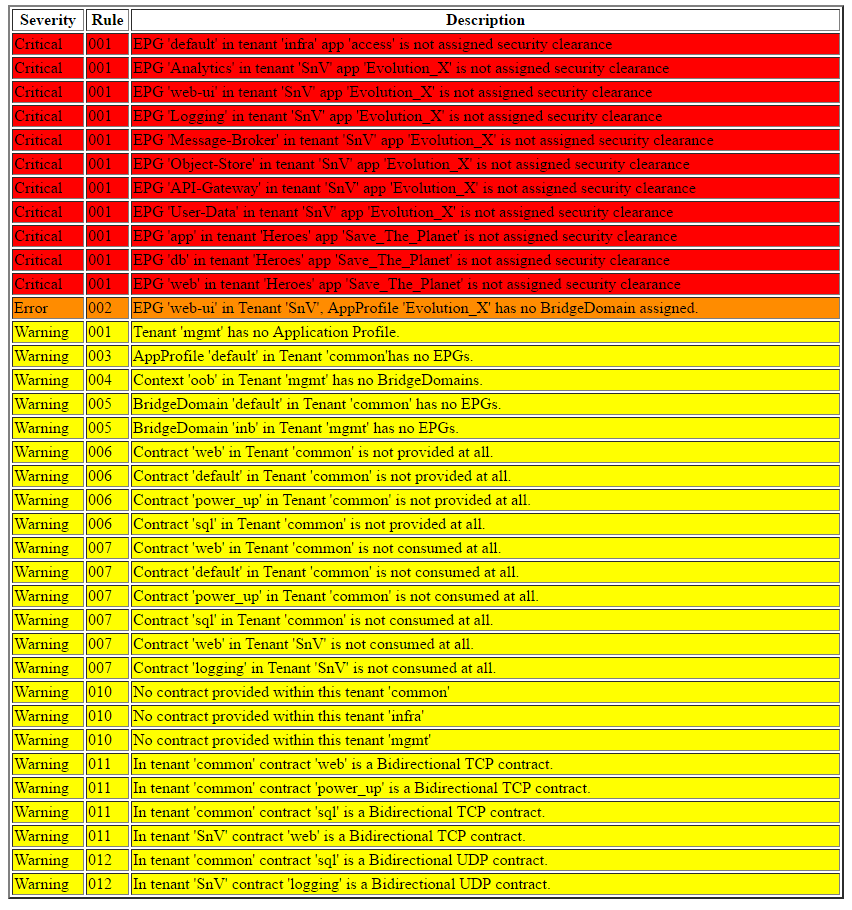 Severity Rule Description
Critical 001 EPG 'default' in tenant 'infra' app 'access' is not assigned security clearance
Critical 001 EPG 'Analytics' in tenant 'SnV' app 'Evolution_X' is not assigned security clearance
Critical 001 EPG 'web-ui' in tenant 'SnV' app 'Evolution_X' is not assigned security clearance
Critical 001 EPG 'Logging' in tenant 'SnV' app 'Evolution_X' is not assigned security clearance
Critical 001 EPG 'Message-Broker' in tenant 'SnV' app 'Evolution_X' is not assigned security clearance
Critical 001 EPG 'Object-Store' in tenant 'SnV' app 'Evolution_X' is not assigned security clearance
Critical 001 EPG 'API-Gateway' in tenant 'SnV' app 'Evolution_X' is not assigned security clearance
Critical 001 EPG 'User-Data' in tenant 'SnV' app 'Evolution_X' is not assigned security clearance
Critical 001 EPG 'app' in tenant 'Heroes' app 'Save_The_Planet' is not assigned security clearance
Critical 001 EPG 'db' in tenant 'Heroes' app 'Save_The_Planet' is not assigned security clearance
Critical 001 EPG 'web' in tenant 'Heroes' app 'Save_The_Planet' is not assigned security clearance
Error 002 EPG 'web-ui' in Tenant 'SnV', AppProfile 'Evolution_X' has no BridgeDomain assigned.
Warning 001 Tenant 'mgmt' has no Application Profile.
Warning 003 AppProfile 'default' in Tenant 'common'has no EPGs.
Warning 004 Context 'oob' in Tenant 'mgmt' has no BridgeDomains.
Warning 005 BridgeDomain 'default' in Tenant 'common' has no EPGs.
Warning 005 BridgeDomain 'inb' in Tenant 'mgmt' has no EPGs.
Warning 006 Contract 'web' in Tenant 'common' is not provided at all.
Warning 006 Contract 'default' in Tenant 'common' is not provided at all.
Warning 006 Contract 'power_up' in Tenant 'common' is not provided at all.
Warning 006 Contract 'sql' in Tenant 'common' is not provided at all.
Warning 007 Contract 'web' in Tenant 'common' is not consumed at all.
Warning 007 Contract 'default' in Tenant 'common' is not consumed at all.
Warning 007 Contract 'power_up' in Tenant 'common' is not consumed at all.
Warning 007 Contract 'sql' in Tenant 'common' is not consumed at all.
Warning 007 Contract 'web' in Tenant 'SnV' is not consumed at all.
Warning 007 Contract 'logging' in Tenant 'SnV' is not consumed at all.
Warning 010 No contract provided within this tenant 'common'
Warning 010 No contract provided within this tenant 'infra'
Warning 010 No contract provided within this tenant 'mgmt'
Warning 011 In tenant 'common' contract 'web' is a Bidirectional TCP contract.
Warning 011 In tenant 'common' contract 'power_up' is a Bidirectional TCP contract.
Warning 011 In tenant 'common' contract 'sql' is a Bidirectional TCP contract.
Warning 011 In tenant 'SnV' contract 'web' is a Bidirectional TCP contract.
Warning 012 In tenant 'common' contract 'sql' is a Bidirectional UDP contract.
Warning 012 In tenant 'SnV' contract 'logging' is a Bidirectional UDP contract.